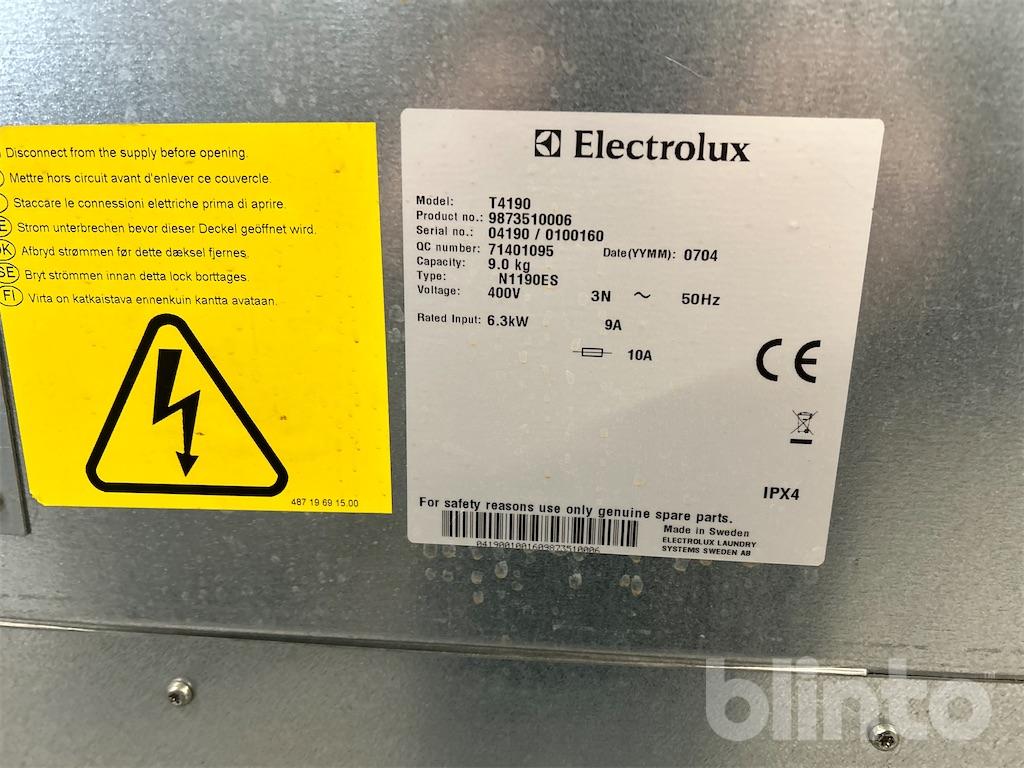 Disconnect from the supply before opening.
Mettre hors circuit avant d'enlever ce couvercle.
Staccare le connessioni elettriche prima di aprire.
Strom unterbrechen bevor dieser Deckel geöffnet wird.
Afbryd strømmen før dette dæksel fjernes.
SE Bryt strömmen innan detta lock borttages.
FI Virta on katkaistava ennenkuin kantta avataan.
487 19 69 15.00
Electrolux
Model: T4190
Product no.: 9873510006
Serial no.: 04190 / 0100160
QC number: 71401095 Date(YYMM): 0704
Capacity: 9.0 kg
Type: N1190ES
Voltage: 400V 3N ~ 50Hz
Rated Input: 6.3kW 9A
10A
CE
IPX4
For safety reasons use only genuine spare parts.
Made in Sweden
ELECTROLUX LAUNDRY
SYSTEMS SWEDEN AB
0419001001609873510006
blinto